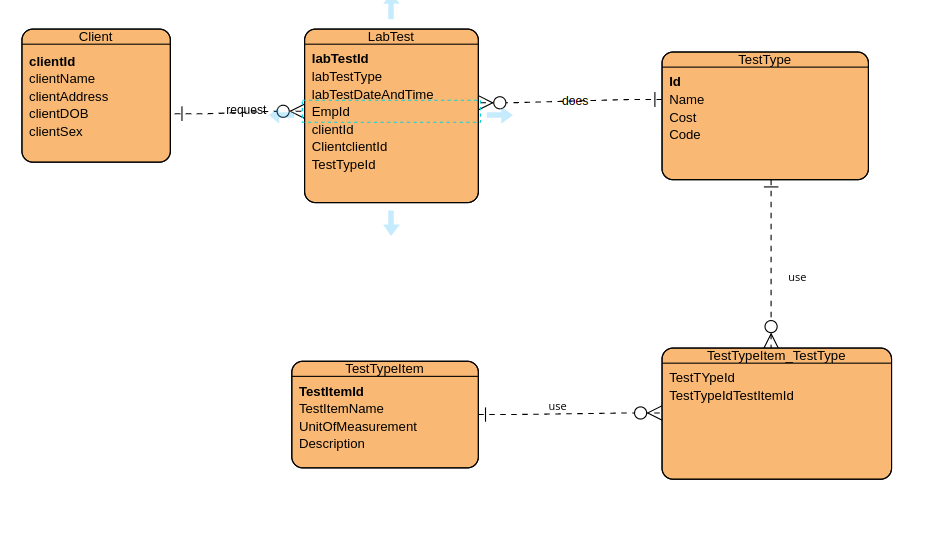 Client
clientId
clientName
clientAddress
clientDOB
clientSex
request
LabTest
labTestId
labTestType
labTestDateAndTime
EmpId
clientId
ClientclientId
TestTypeId
does
TestType
Id
Name
Cost
Code
use
TestTypeItem
TestItemId
TestItemName
UnitOfMeasurement
Description
use
TestTypeItem_TestType
TestTYpeId
TestTypeIdTestItemId